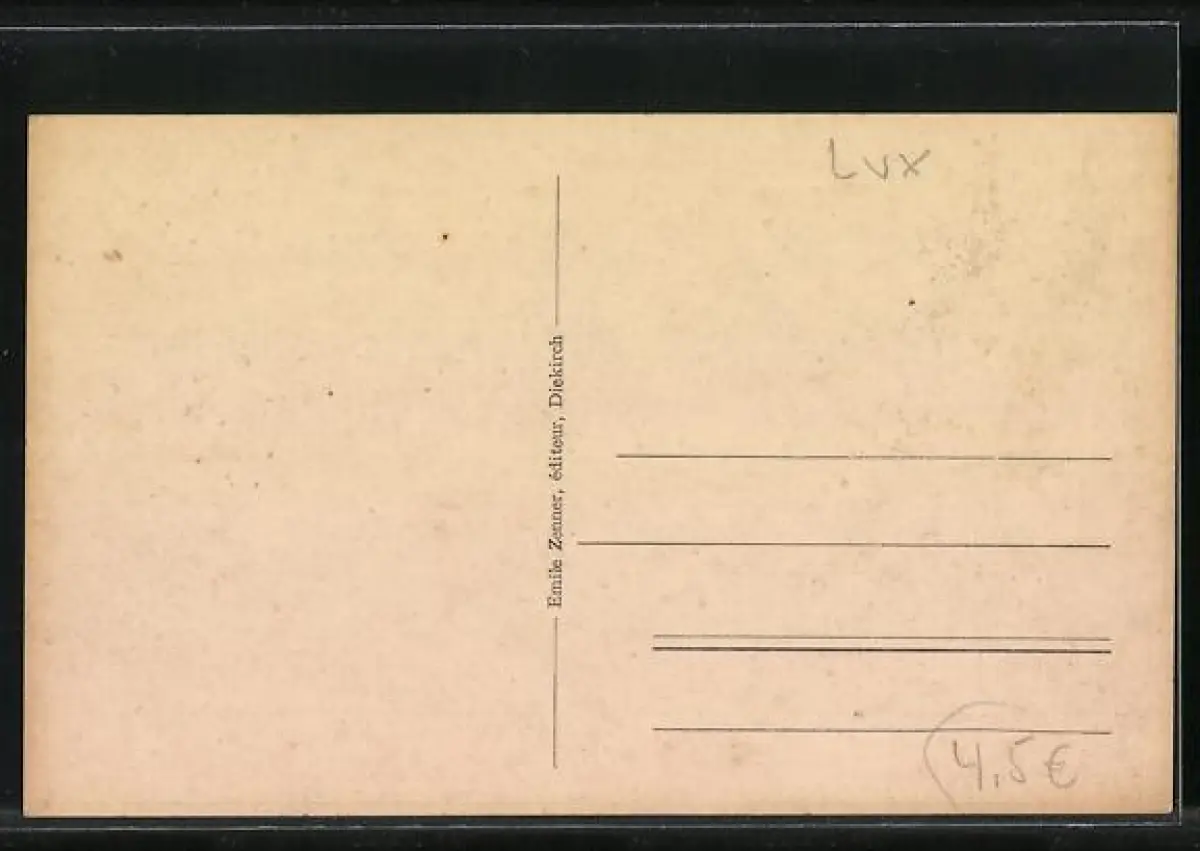 Lux
Emile Zenner, éditeur, Diekirch
4,5€